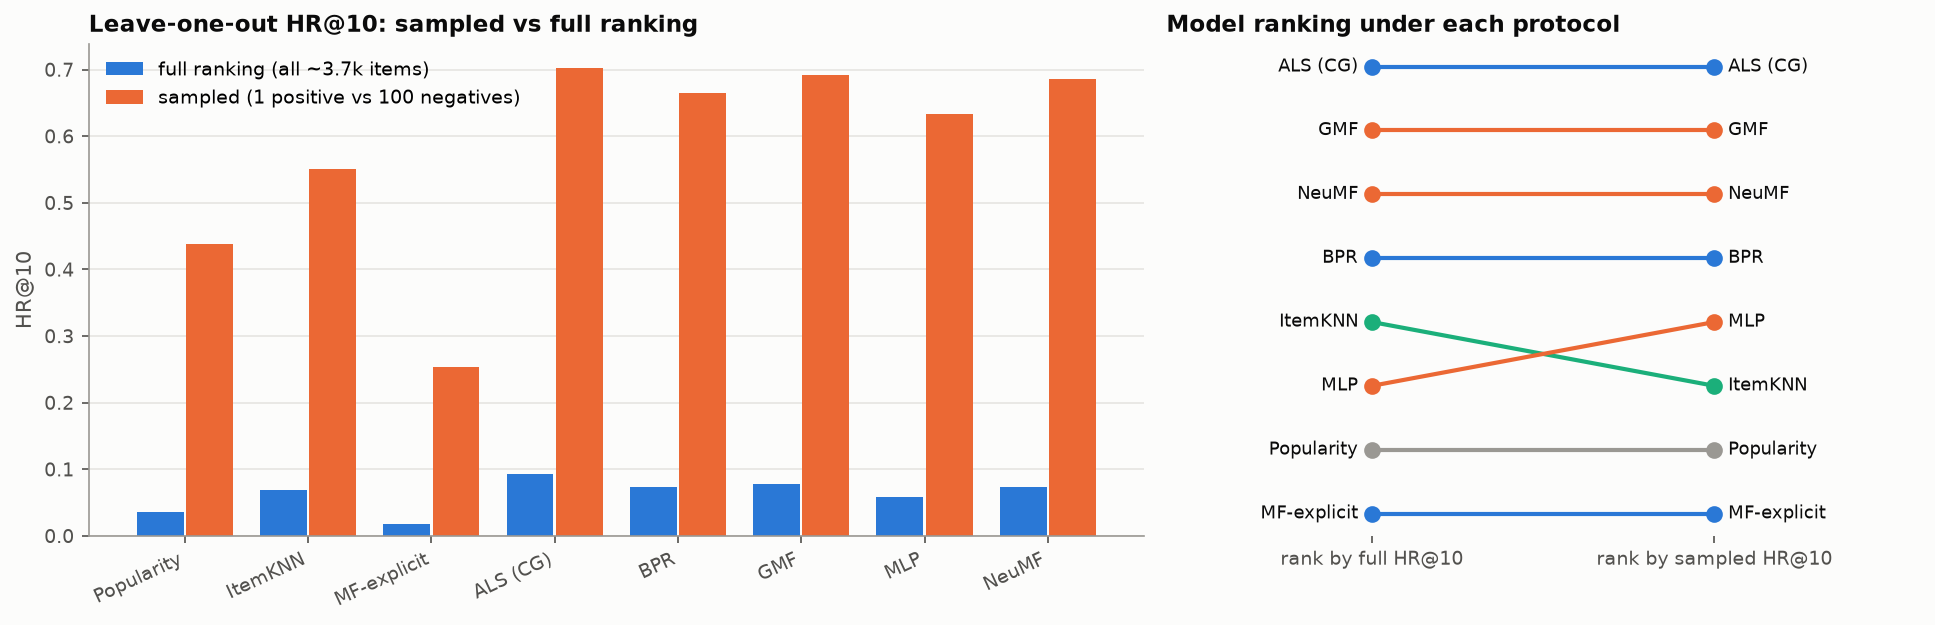 Leave-one-out HR@10: sampled vs full ranking
full ranking (all ~3.7k items)
sampled (1 positive vs 100 negatives)
HR@10
0.7
0.6
0.5
0.4
0.3
0.2
0.1
0.0
Popularity
ItemKNN
MF-explicit
ALS (CG)
BPR
GMF
MLP
NeuMF
Model ranking under each protocol
ALS (CG) ALS (CG)
GMF GMF
NeuMF NeuMF
BPR BPR
ItemKNN MLP
MLP ItemKNN
Popularity Popularity
MF-explicit MF-explicit
rank by full HR@10 rank by sampled HR@10